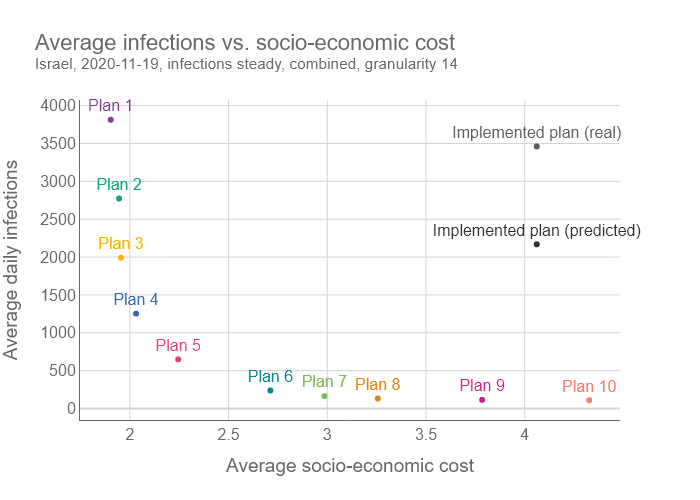 Average infections vs. socio-economic cost
Israel, 2020-11-19, infections steady, combined, granularity 14
Average daily infections
4000
3500
3000
2500
2000
1500
1000
500
0
Plan 1
Implemented plan (real)
Plan 2
Implemented plan (predicted)
Plan 3
Plan 4
Plan 5
Plan 6
Plan 7
Plan 8
Plan 9
Plan 10
2 2.5 3 3.5 4
Average socio-economic cost